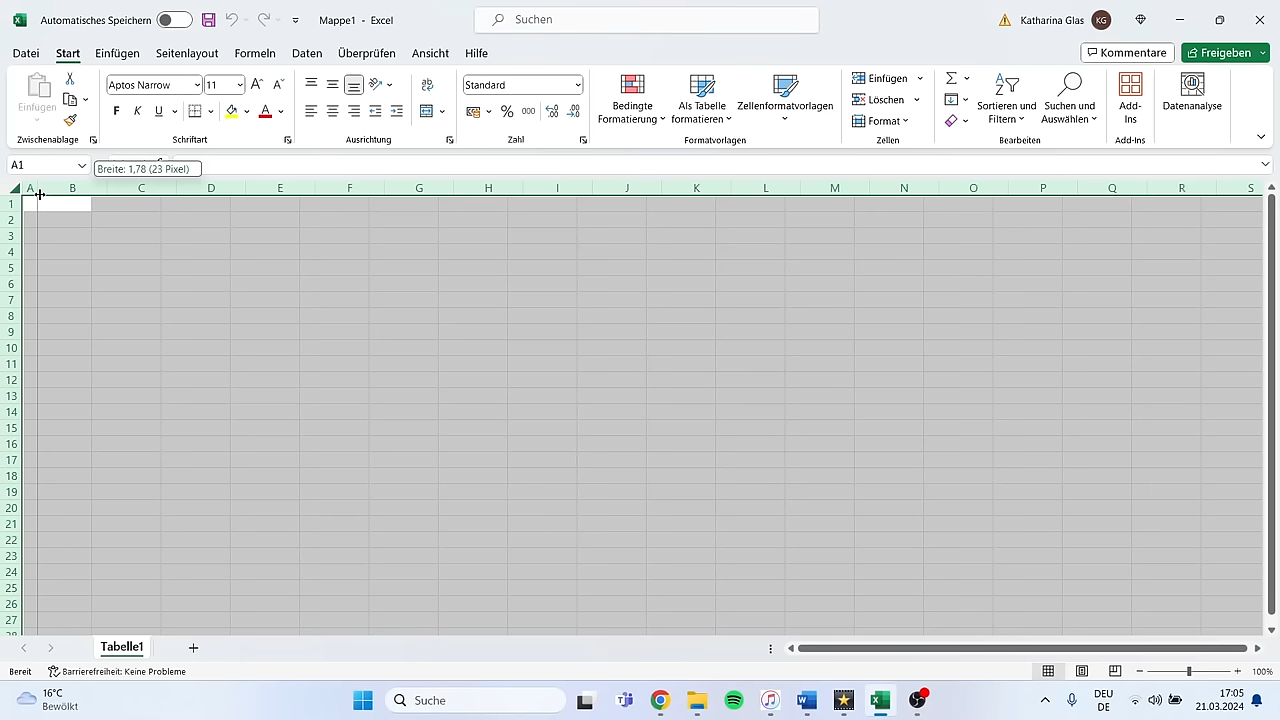 Automatisches Speichern Mappe1 - Excel Suchen Katharina Glas KG
Datei Start Einfügen Seitenlayout Formeln Daten Überprüfen Ansicht Hilfe Kommentare Freigeben
Einfügen
Zwischenablage
Aptos Narrow 11
F K U A
Schriftart
Ausrichtung
Standard
% 000
Zahl
Bedingte
Formatierung
Als Tabelle
formatieren
Zellenformatvorlagen
Formatvorlagen
Einfügen
Löschen
Format
Zellen
Sortieren und
Filtern
Suchen und
Auswählen
Bearbeiten
Add-
Ins
Add-Ins
Datenanalyse
A1
Breite: 1,78 (23 Pixel)
A B C D E F G H I J K L M N O P Q R S
1
2
3
4
5
6
7
8
9
10
11
12
13
14
15
16
17
18
19
20
21
22
23
24
25
26
27
28
Tabelle1
Bereit Barrierefreiheit: Keine Probleme 100%
16°C
Bewölkt
Suche
DEU
DE
17:05
21.03.2024